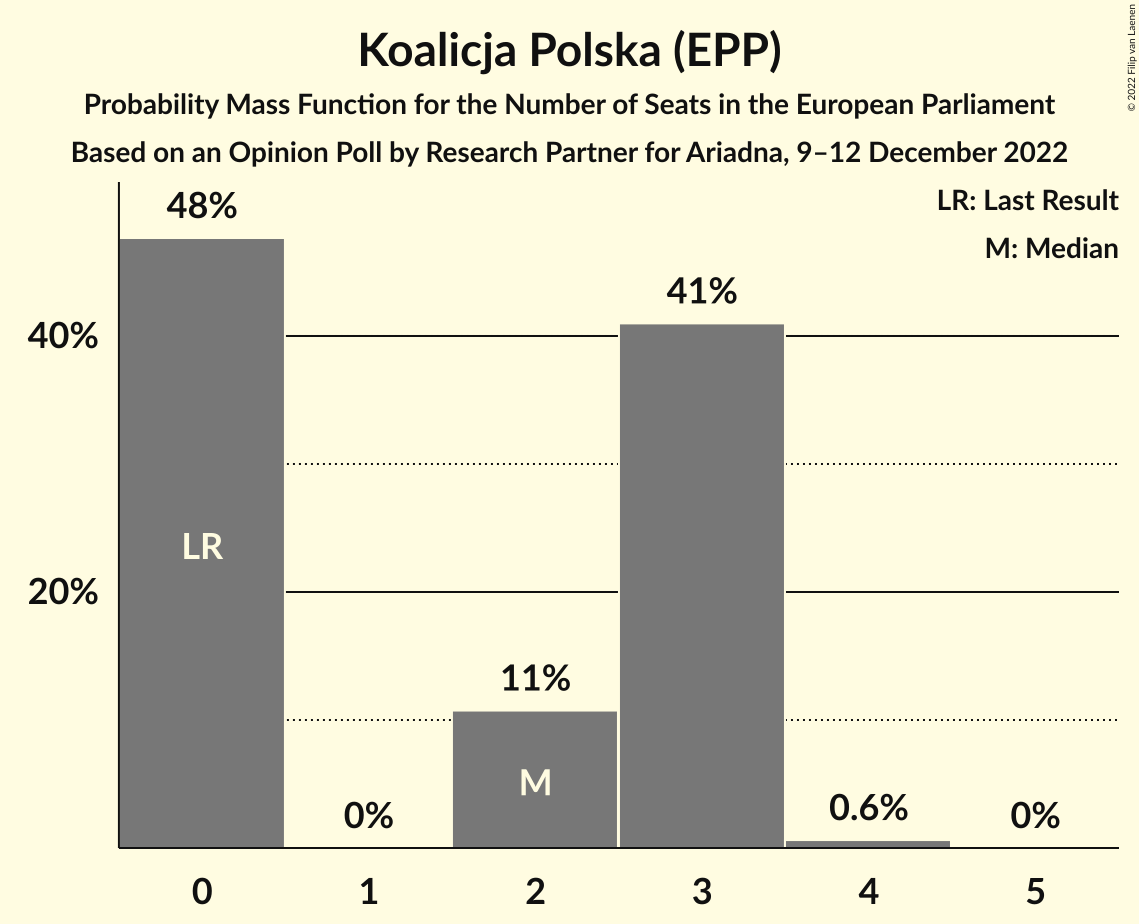 Koalicja Polska (EPP)
Probability Mass Function for the Number of Seats in the European Parliament
Based on an Opinion Poll by Research Partner for Ariadna, 9–12 December 2022
© 2022 Filip van Laenen
LR: Last Result
M: Median
48%
41%
40%
LR
20%
11%
M
0%
0.6%
0%
0 1 2 3 4 5